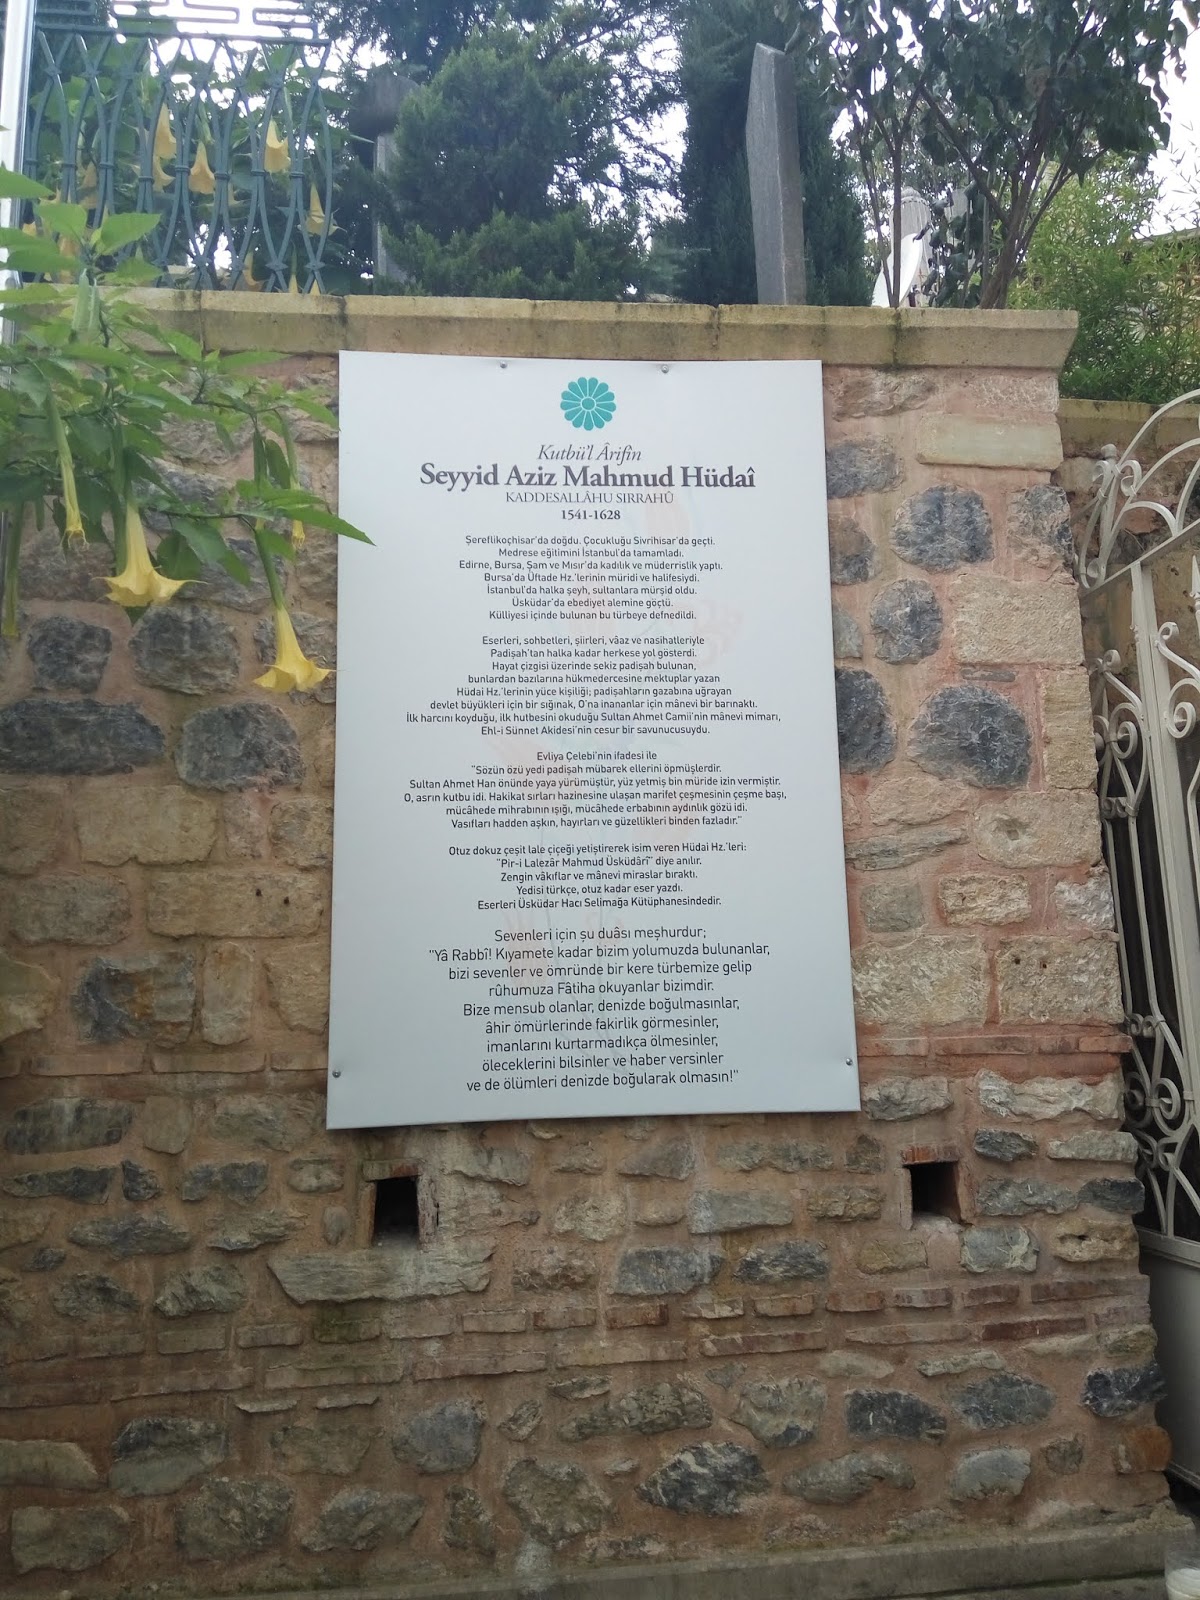 Kutbü'l Ârifîn
Seyyid Aziz Mahmud Hüdaî
KADDESALLÂHU SIRRAHÛ
1541-1628
Şereflikoçhisar'da doğdu. Çocukluğu Sivrihisar'da geçti.
Medrese eğitimini İstanbul'da tamamladı.
Edirne, Bursa, Şam ve Mısır'da kadılık ve müderrislik yaptı.
Bursa'da Üftade Hz.'lerinin müridi ve halifesiydi.
İstanbul'da halka şeyh, sultanlara mürşid oldu.
Üsküdar'da ebediyet alemine göçtü.
Külliyesi içinde bulunan bu türbeye defnedildi.
Eserleri, sohbetleri, şiirleri, vâaz ve nasihatleriyle
Padişah'tan halka kadar herkese yol gösterdi.
Hayat çizgisi üzerinde sekiz padişah bulunan,
bunlardan bazılarına hükmedercesine mektuplar yazan
Hüdai Hz.'lerinin yüce kişiliği; padişahların gazabına uğrayan
devlet büyükleri için bir sığınak, O'na inananlar için mânevi bir barınaktı.
İlk harcını koyduğu, ilk hutbesini okuduğu Sultan Ahmet Camii'nin mânevi mimarı,
Ehl-i Sünnet Akidesi'nin cesur bir savunucusuydu.
Evliya Çelebi'nin ifadesi ile
"Sözün özü yedi padişah mübarek ellerini öpmüşlerdir.
Sultan Ahmet Han önünde yaya yürümüştür, yüz yetmiş bin müride izin vermiştir.
O, asrın kutbu idi. Hakikat sırları hazinesine ulaşan marifet çeşmesinin çeşme başı,
mücâhede mihrabının ışığı, mücâhede erbabının aydınlık gözü idi.
Vasıfları hadden aşkın, hayırları ve güzellikleri binden fazladır."
Otuz dokuz çeşit lale çiçeği yetiştirerek isim veren Hüdai Hz.'leri:
"Pir-i Lalezâr Mahmud Üsküdârî" diye anılır.
Zengin vâkıflar ve mânevi miraslar bıraktı.
Yedisi türkçe, otuz kadar eser yazdı.
Eserleri Üsküdar Hacı Selimağa Kütüphanesindedir.
Sevenleri için şu duâsı meşhurdur;
"Yâ Rabbî! Kıyamete kadar bizim yolumuzda bulunanlar,
bizi sevenler ve ömründe bir kere türbemize gelip
rûhumuza Fâtiha okuyanlar bizimdir.
Bize mensub olanlar, denizde boğulmasınlar,
âhir ömürlerinde fakirlik görmesinler,
imanlarını kurtarmadıkça ölmesinler,
öleceklerini bilsinler ve haber versinler
ve de ölümleri denizde boğularak olmasın!"